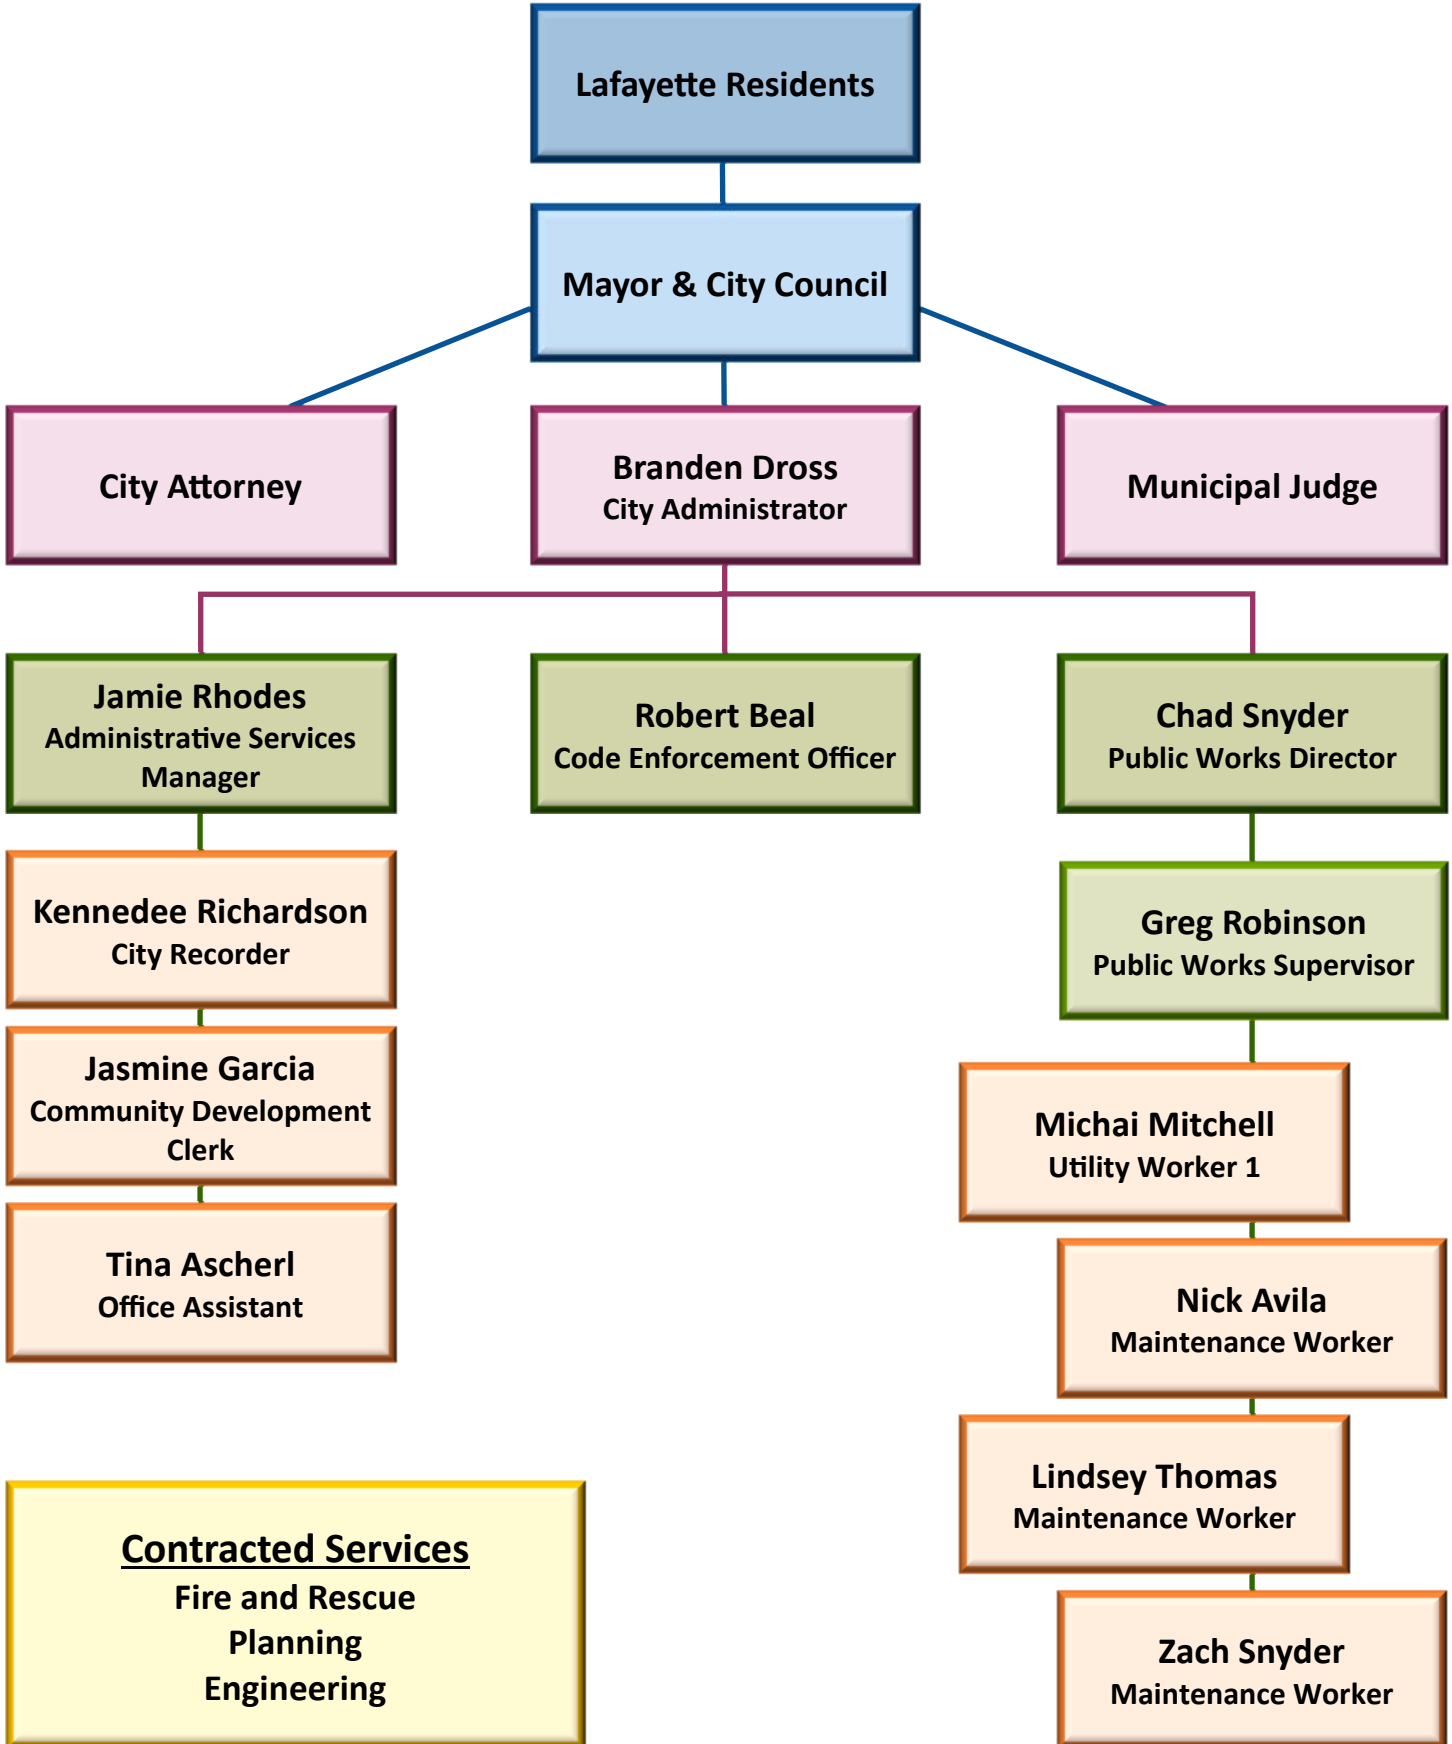 Lafayette Residents
Mayor & City Council
City Attorney
Branden Dross
City Administrator
Municipal Judge
Jamie Rhodes
Administrative Services
Manager
Robert Beal
Code Enforcement Officer
Chad Snyder
Public Works Director
Kennedee Richardson
City Recorder
Greg Robinson
Public Works Supervisor
Jasmine Garcia
Community Development
Clerk
Michai Mitchell
Utility Worker 1
Tina Ascherl
Office Assistant
Nick Avila
Maintenance Worker
Lindsey Thomas
Maintenance Worker
Contracted Services
Fire and Rescue
Planning
Engineering
Zach Snyder
Maintenance Worker